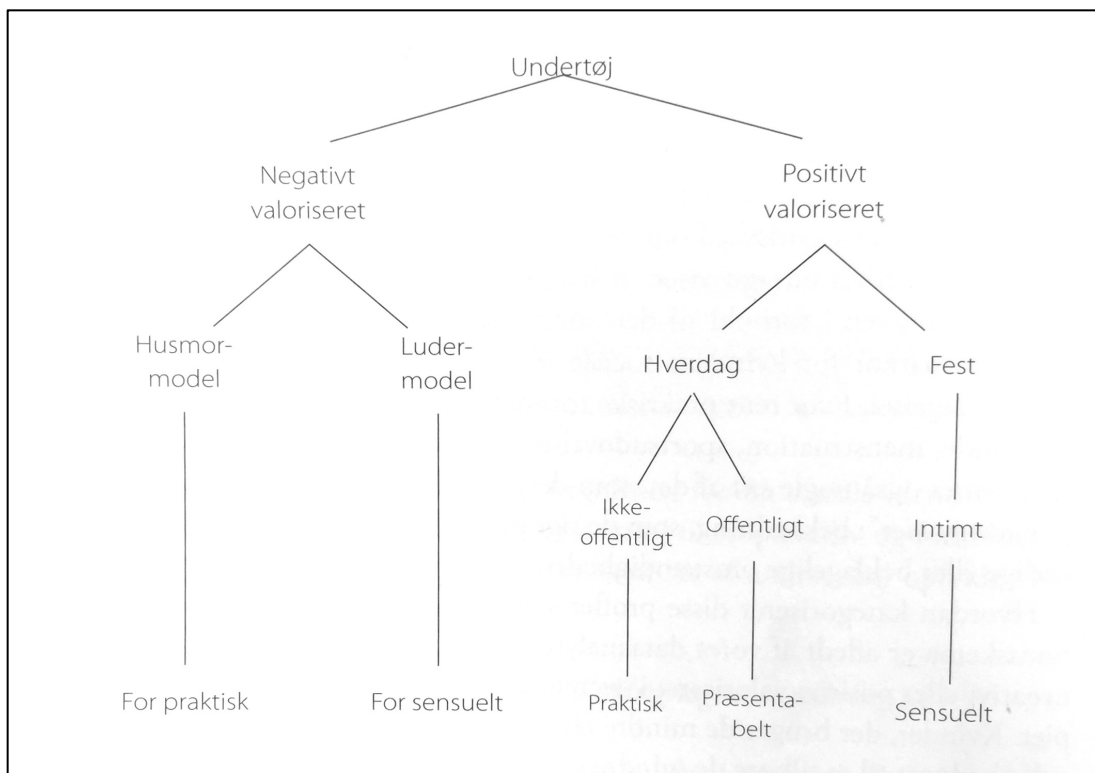 Undertøj
Negativt
valoriseret
Positivt
valoriseret
Husmor-
model
Luder-
model
Hverdag
Fest
Ikke-
offentligt
Offentligt
Intimt
For praktisk
For sensuelt
Praktisk
Præsenta-
belt
Sensuelt